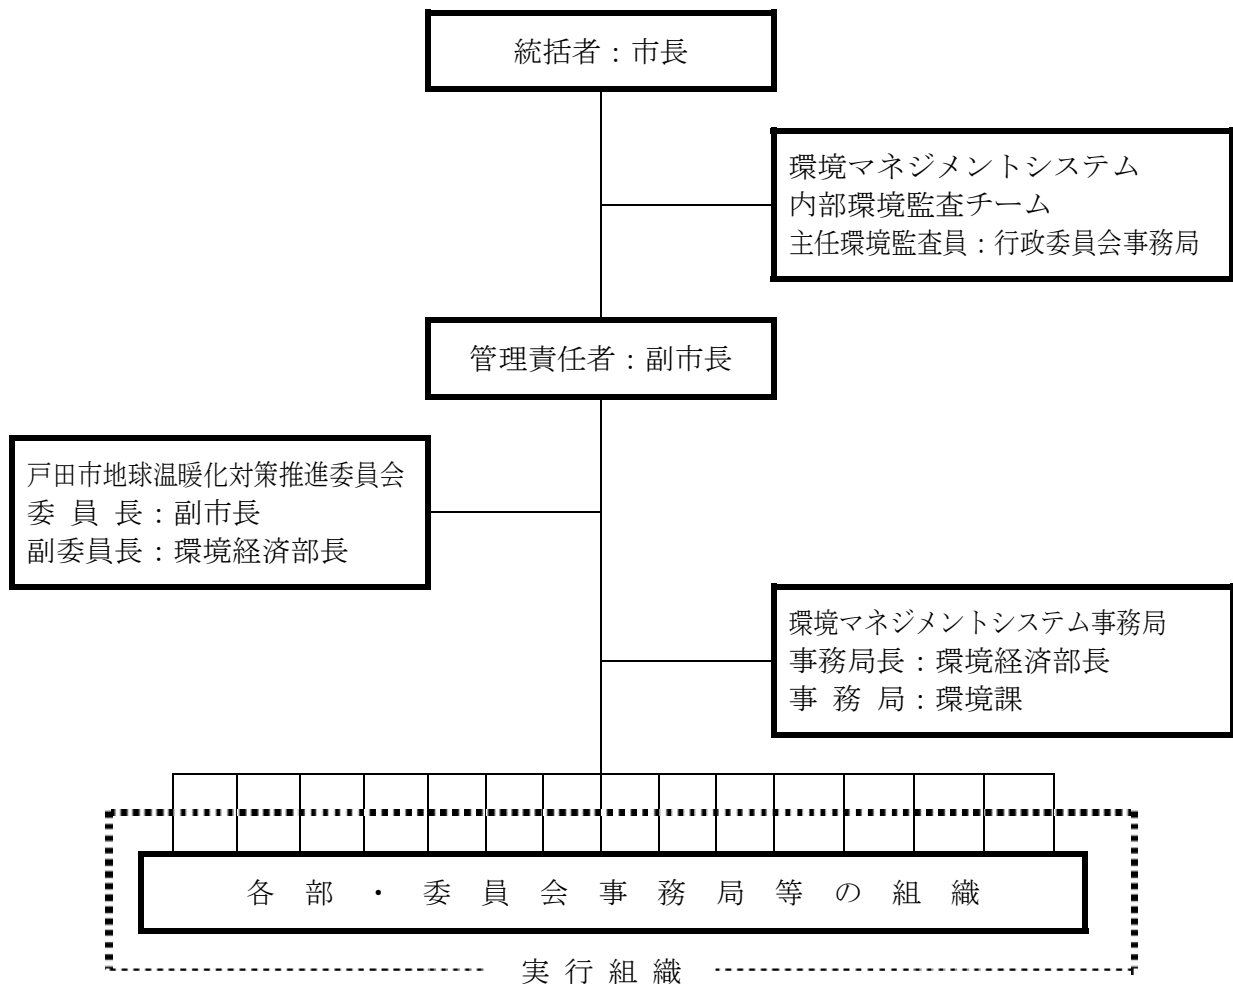 統括者：市長
環境マネジメントシステム
内部環境監査チーム
主任環境監査員：行政委員会事務局
管理責任者：副市長
戸田市地球温暖化対策推進委員会
委 員 長：副市長
副委員長：環境経済部長
環境マネジメントシステム事務局
事務局長：環境経済部長
事 務 局：環境課
各 部 ・ 委 員 会 事 務 局 等 の 組 織
実 行 組 織